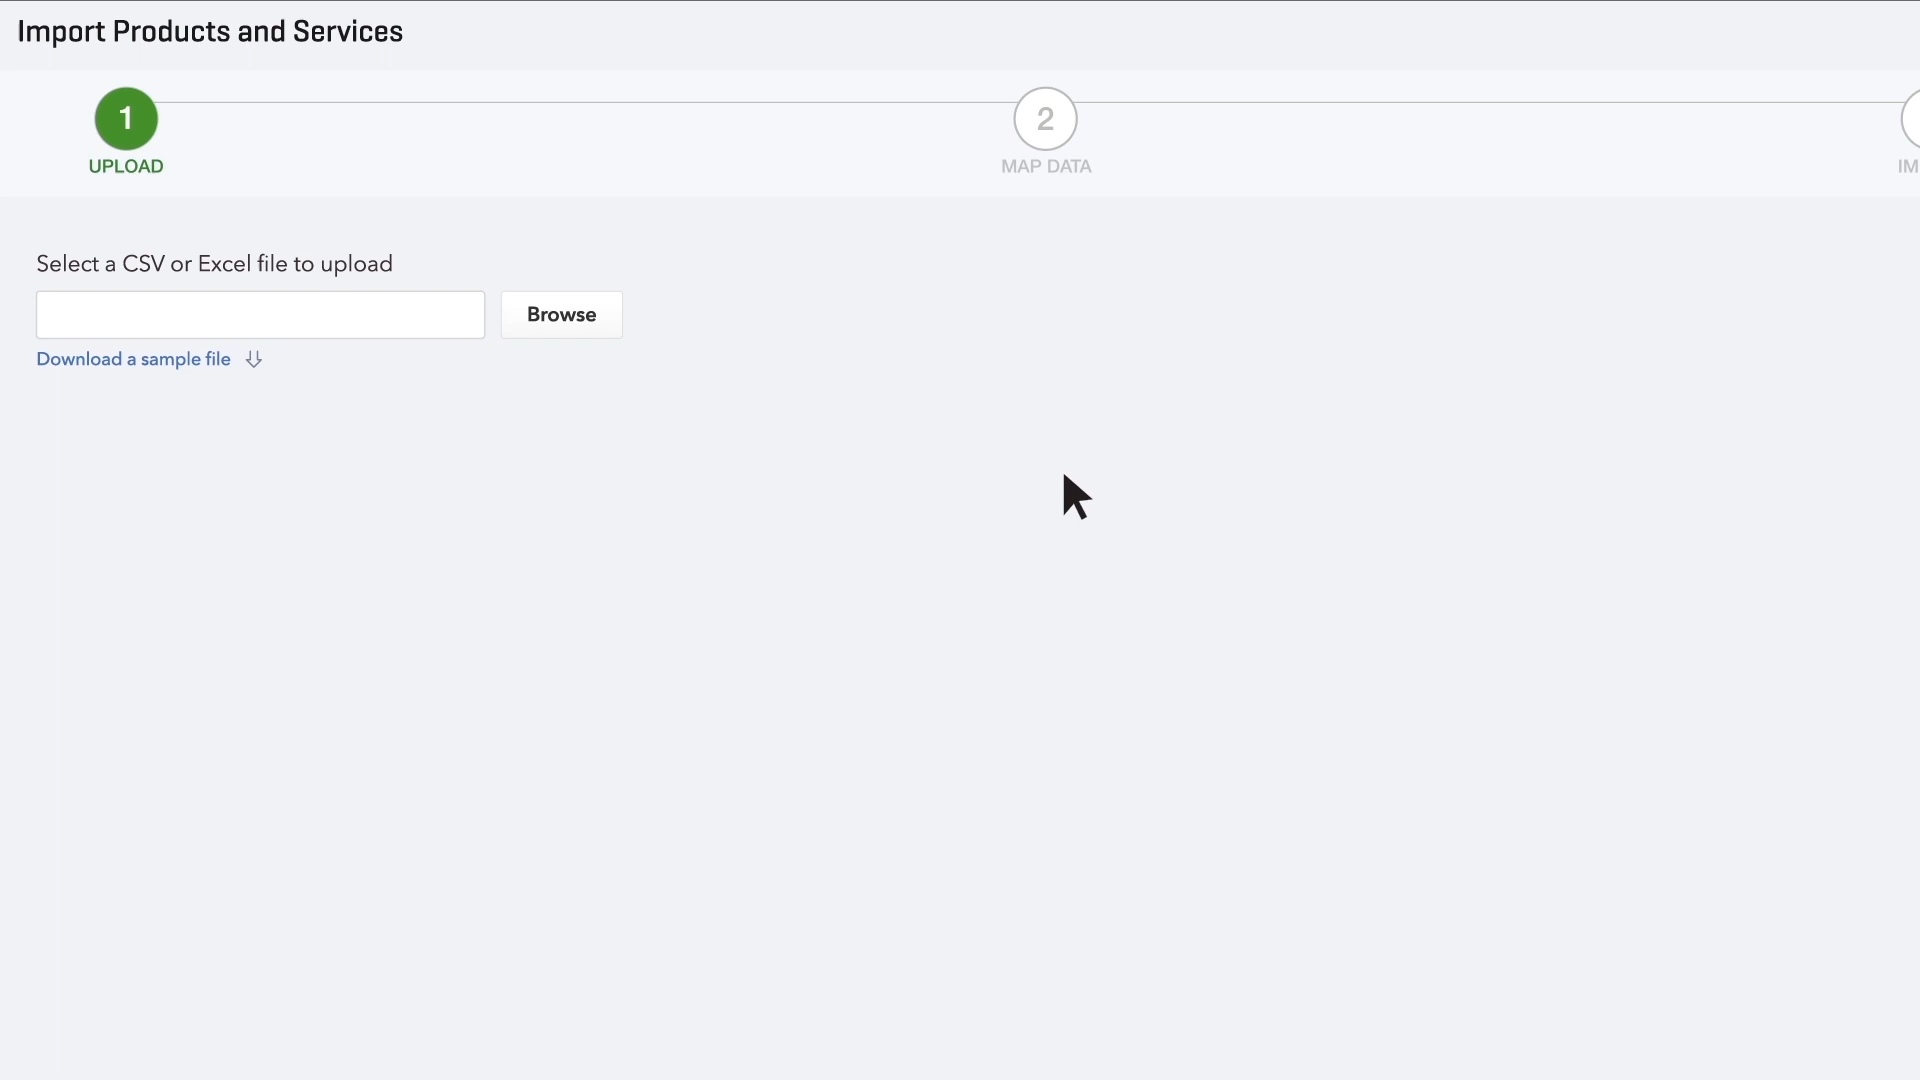 Import Products and Services
1
2
UPLOAD
MAP DATA
IM
Select a CSV or Excel file to upload
Browse
Download a sample file